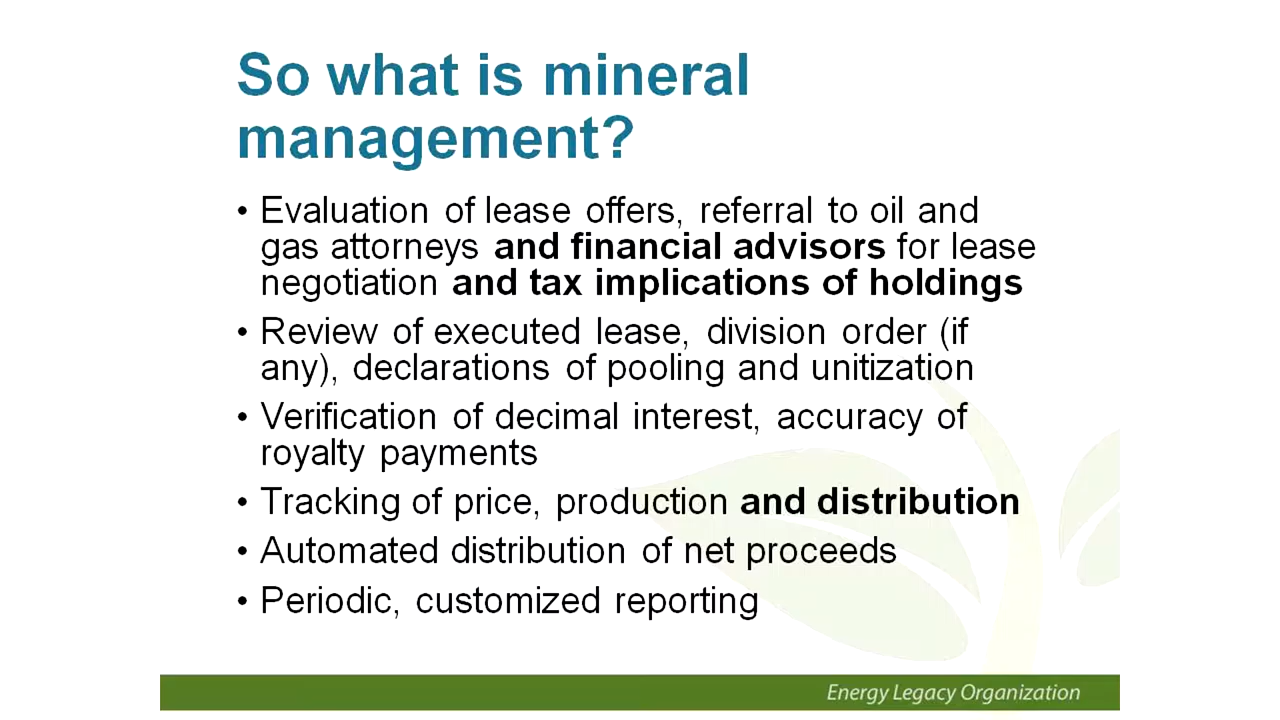 So what is mineral
management?
• Evaluation of lease offers, referral to oil and
gas attorneys and financial advisors for lease
negotiation and tax implications of holdings
• Review of executed lease, division order (if
any), declarations of pooling and unitization
• Verification of decimal interest, accuracy of
royalty payments
• Tracking of price, production and distribution
• Automated distribution of net proceeds
• Periodic, customized reporting
Energy Legacy Organization